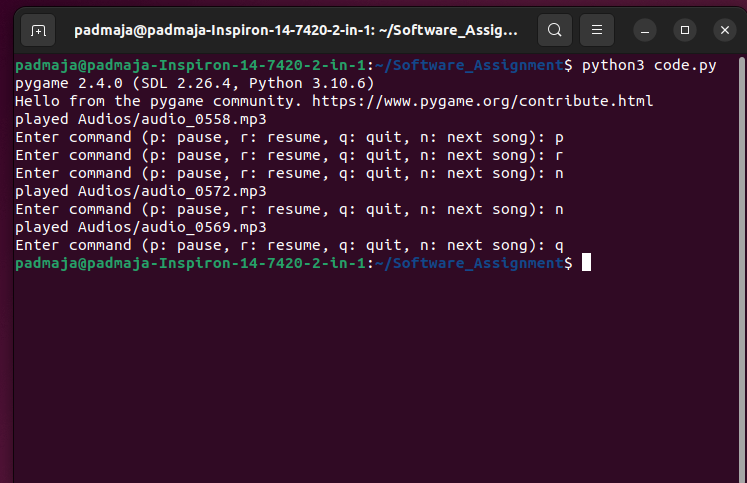 padmaja@padmaja-Inspiron-14-7420-2-in-1: ~/Software_Assig...
padmaja@padmaja-Inspiron-14-7420-2-in-1:~/Software_Assignment$ python3 code.py
pygame 2.4.0 (SDL 2.26.4, Python 3.10.6)
Hello from the pygame community. https://www.pygame.org/contribute.html
played Audios/audio_0558.mp3
Enter command (p: pause, r: resume, q: quit, n: next song): p
Enter command (p: pause, r: resume, q: quit, n: next song): r
Enter command (p: pause, r: resume, q: quit, n: next song): n
played Audios/audio_0572.mp3
Enter command (p: pause, r: resume, q: quit, n: next song): n
played Audios/audio_0569.mp3
Enter command (p: pause, r: resume, q: quit, n: next song): q
padmaja@padmaja-Inspiron-14-7420-2-in-1:~/Software_Assignment$